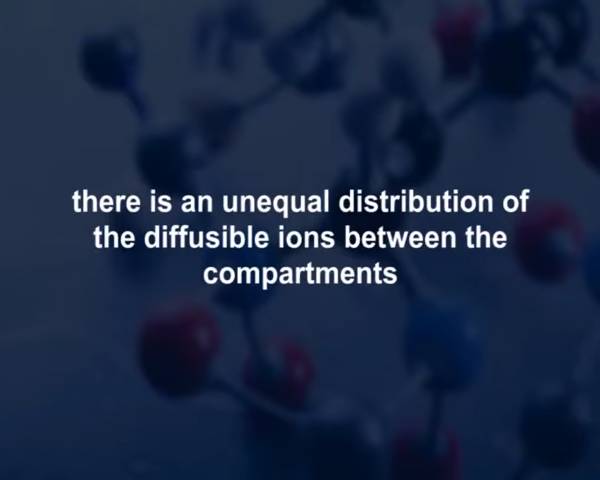 there is an unequal distribution of
the diffusible ions between the
compartments